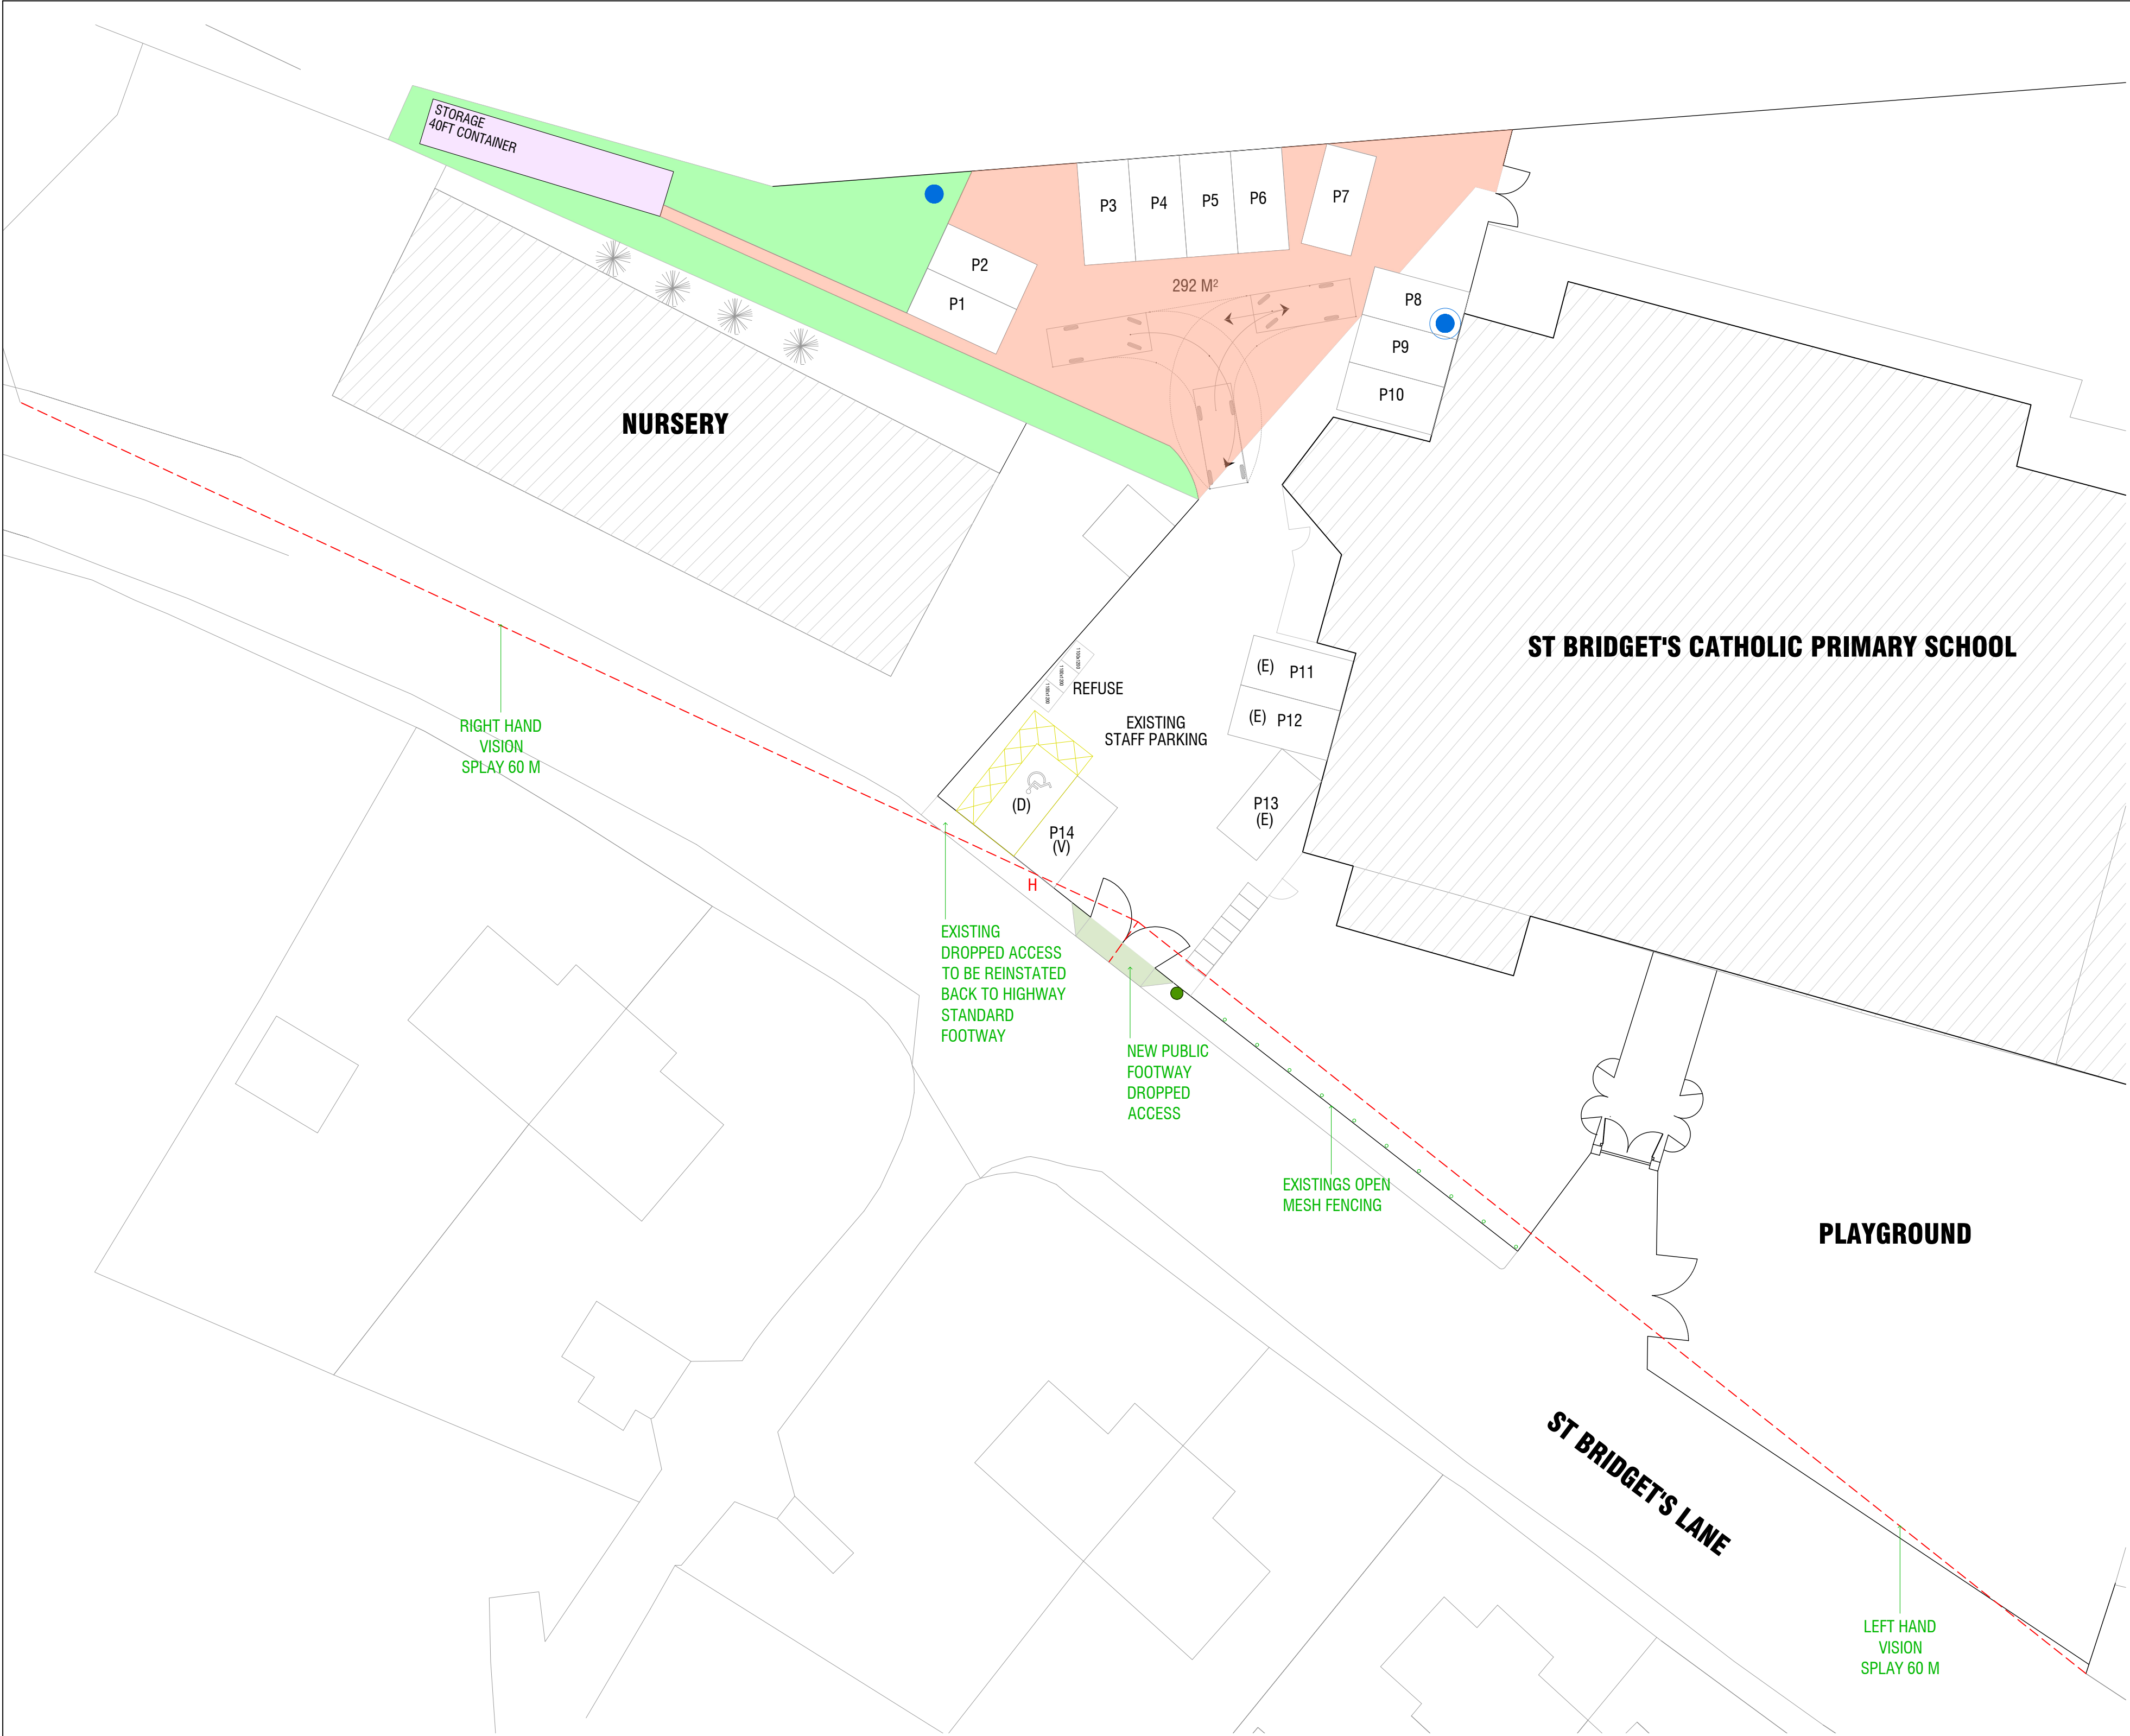 STORAGE
40FT CONTAINER
P3
P4
P5
P6
P7
P2
P1
292 M²
P8
P9
P10
NURSERY
ST BRIDGET'S CATHOLIC PRIMARY SCHOOL
(E) P11
(E) P12
REFUSE
EXISTING
STAFF PARKING
RIGHT HAND
VISION
SPLAY 60 M
(D)
P14
(V)
P13
(E)
H
EXISTING
DROPPED ACCESS
TO BE REINSTATED
BACK TO HIGHWAY
STANDARD
FOOTWAY
NEW PUBLIC
FOOTWAY
DROPPED
ACCESS
EXISTINGS OPEN
MESH FENCING
PLAYGROUND
ST BRIDGET'S LANE
LEFT HAND
VISION
SPLAY 60 M